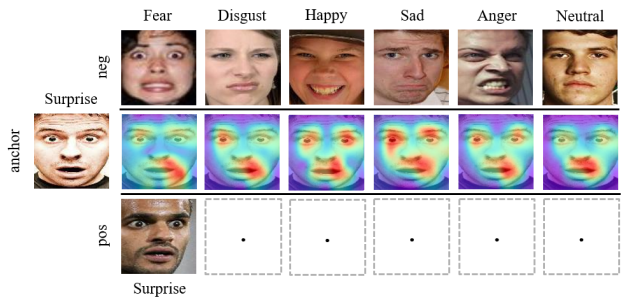 Fear Disgust Happy Sad Anger Neutral
neg
Surprise
anchor
pos
Surprise